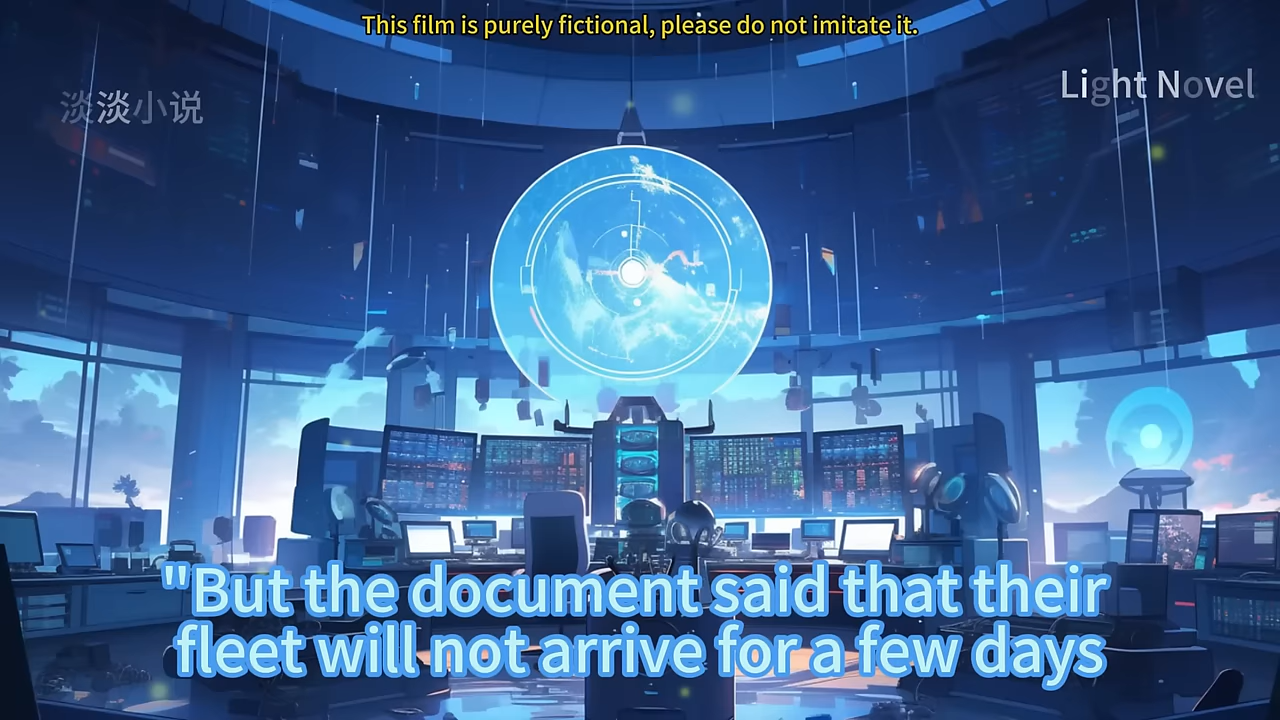 This film is purely fictional, please do not imitate it.
淡淡小说
Light Novel
"But the document said that their
fleet will not arrive for a few days